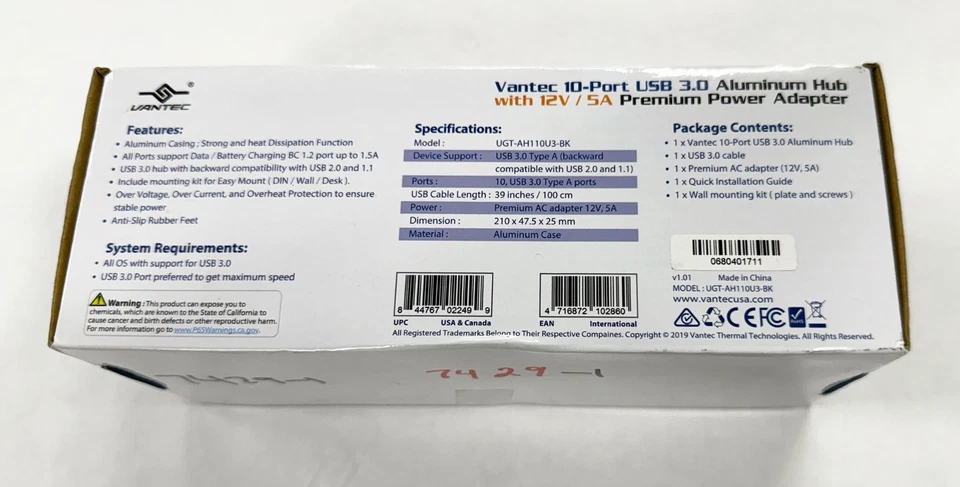 VANTEC®
Vantec 10-Port USB 3.0 Aluminum Hub
with 12V / 5A Premium Power Adapter
Features:
• Aluminum Casing ; Strong and heat Dissipation Function
• All Ports support Data / Battery Charging BC 1.2 port up to 1.5A
• USB 3.0 hub with backward compatibility with USB 2.0 and 1.1
• Include mounting kit for Easy Mount ( DIN / Wall / Desk ).
• Over Voltage, Over Current, and Overheat Protection to ensure
stable power
• Anti-Slip Rubber Feet
System Requirements:
• All OS with support for USB 3.0
• USB 3.0 Port preferred to get maximum speed
Warning : This product can expose you to
chemicals, which are known to the State of California to
cause cancer and birth defects or other reproductive harm.
For more information go to www.P65Warnings.ca.gov.
Specifications:
Model : UGT-AH110U3-BK
Device Support : USB 3.0 Type A (backward
compatible with USB 2.0 and 1.1)
Ports : 10, USB 3.0 Type A ports
USB Cable Length : 39 inches / 100 cm
Power : Premium AC adapter 12V, 5A
Dimension : 210 x 47.5 x 25 mm
Material : Aluminum Case
8 44767 02249 9
UPC USA & Canada
4 716872 102860
EAN International
Package Contents:
• 1 x Vantec 10-Port USB 3.0 Aluminum Hub
• 1 x USB 3.0 cable
• 1 x Premium AC adapter (12V, 5A)
• 1 x Quick Installation Guide
• 1 x Wall mounting kit ( plate and screws )
0680401711
v1.01 Made in China
MODEL : UGT-AH110U3-BK
www.vantecusa.com
CE FC RoHS
All Registered Trademarks Belong to Their Respective Compaines. Copyright © 2019 Vantec Thermal Technologies. All Rights Reserved.
7429-1
7429-1